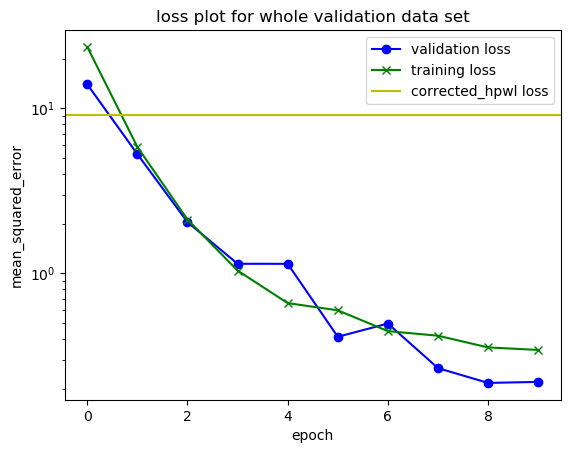 loss plot for whole validation data set
validation loss
training loss
corrected_hpwl loss
mean_squared_error
10¹
10⁰
0
2
4
6
8
epoch